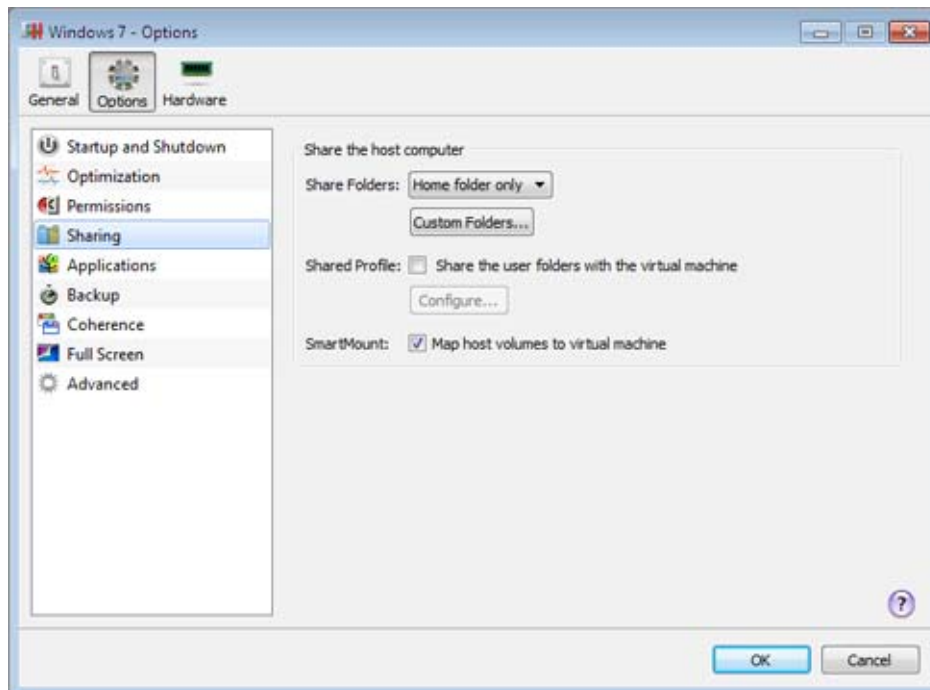 Windows 7 - Options
General Options Hardware
Startup and Shutdown
Optimization
Permissions
Sharing
Applications
Backup
Coherence
Full Screen
Advanced
Share the host computer
Share Folders: Home folder only
Custom Folders...
Shared Profile: Share the user folders with the virtual machine
Configure...
SmartMount: Map host volumes to virtual machine
?
OK Cancel